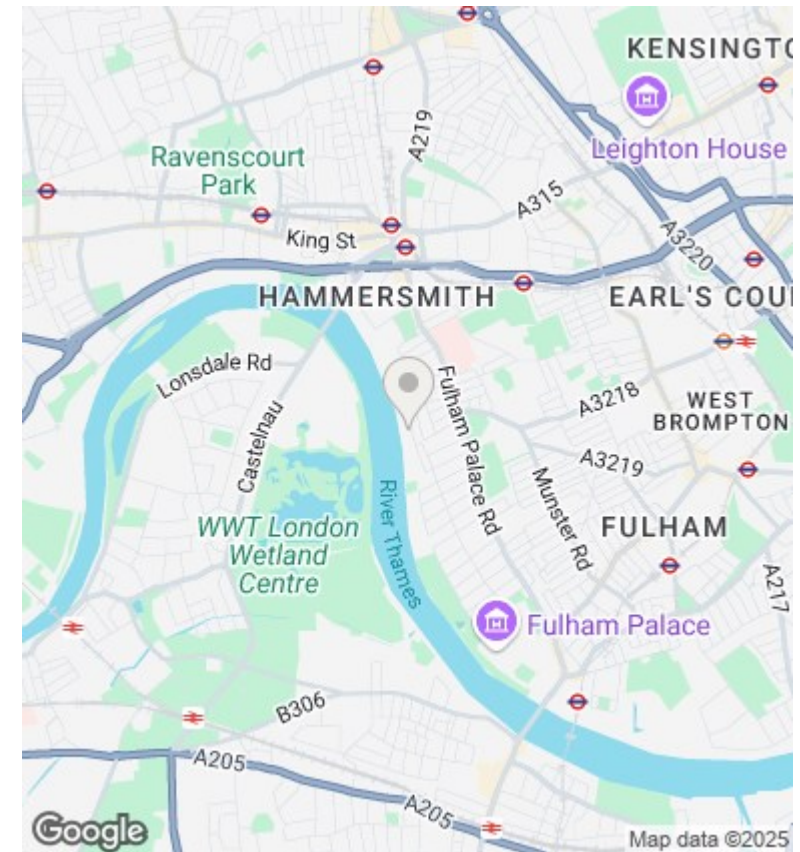 KENSINGTO
Leighton House
A219
Ravenscourt
Park
A315
King St
A3220
HAMMERSMITH
EARL'S COU
Lonsdale Rd
Fulham Palace Rd
A3218
WEST
BROMPTON
Castelnau
A3219
Munster Rd
River Thames
WWT London
Wetland
Centre
FULHAM
A217
Fulham Palace
B306
A205
A205
Google
Map data ©2025